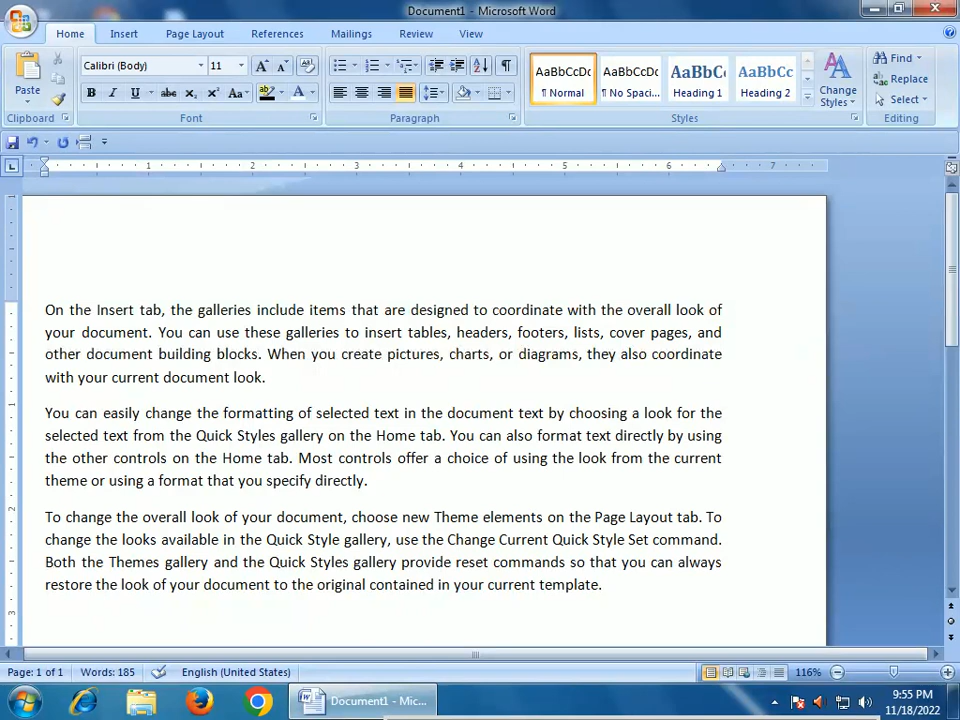 Document1 - Microsoft Word
Home Insert Page Layout References Mailings Review View
Paste
Clipboard
Calibri (Body) 11
B I U abc X₂ X² Aa A
Font
Paragraph
AaBbCcDc AaBbCcDc AaBbC AaBbCc
¶ Normal ¶ No Spaci... Heading 1 Heading 2
Change Styles
Styles
Find
Replace
Select
Editing
1 2 3 4 5 6 7
On the Insert tab, the galleries include items that are designed to coordinate with the overall look of
your document. You can use these galleries to insert tables, headers, footers, lists, cover pages, and
other document building blocks. When you create pictures, charts, or diagrams, they also coordinate
with your current document look.
You can easily change the formatting of selected text in the document text by choosing a look for the
selected text from the Quick Styles gallery on the Home tab. You can also format text directly by using
the other controls on the Home tab. Most controls offer a choice of using the look from the current
theme or using a format that you specify directly.
To change the overall look of your document, choose new Theme elements on the Page Layout tab. To
change the looks available in the Quick Style gallery, use the Change Current Quick Style Set command.
Both the Themes gallery and the Quick Styles gallery provide reset commands so that you can always
restore the look of your document to the original contained in your current template.
Page: 1 of 1 Words: 185 English (United States) 116%
Document1 - Mic...
9:55 PM
11/18/2022